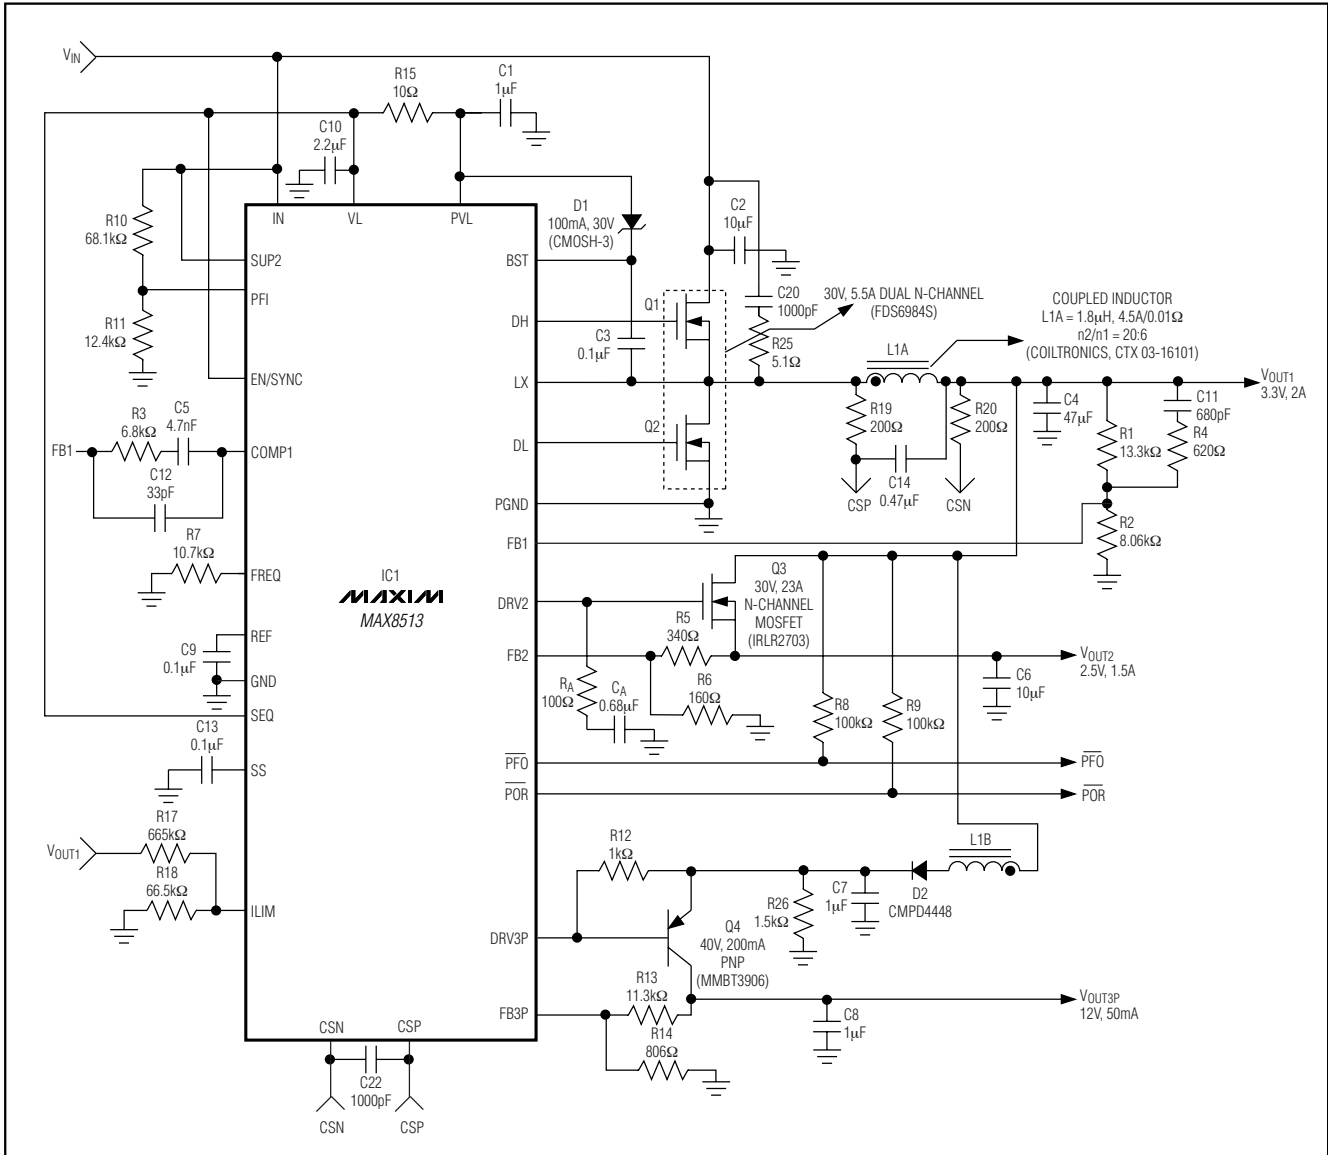 VIN
R15
10Ω
C1
1μF
C10
2.2μF
IN
VL
PVL
R10
68.1kΩ
SUP2
PFI
R11
12.4kΩ
EN/SYNC
D1
100mA, 30V
(CMOSH-3)
BST
C2
10μF
Q1
DH
C3
0.1μF
C20
1000pF
R25
5.1Ω
30V, 5.5A DUAL N-CHANNEL
(FDS6984S)
COUPLED INDUCTOR
L1A = 1.8μH, 4.5A/0.01Ω
n2/n1 = 20:6
(COILTRONICS, CTX 03-16101)
L1A
LX
VOUT1
3.3V, 2A
R3
6.8kΩ
C5
4.7nF
FB1
COMP1
C12
33pF
Q2
DL
R19
200Ω
R20
200Ω
C4
47μF
C11
680pF
R1
13.3kΩ
R4
620Ω
CSP
C14
0.47μF
CSN
PGND
FB1
R2
8.06kΩ
R7
10.7kΩ
FREQ
IC1
MAXIM
MAX8513
Q3
30V, 23A
N-CHANNEL
MOSFET
(IRLR2703)
DRV2
REF
C9
0.1μF
GND
R5
340Ω
FB2
VOUT2
2.5V, 1.5A
RA
100Ω
CA
0.68μF
R6
160Ω
C6
10μF
SEQ
R8
100kΩ
R9
100kΩ
C13
0.1μF
SS
PFO
PFO
POR
POR
R17
665kΩ
VOUT1
R18
66.5kΩ
ILIM
R12
1kΩ
L1B
D2
CMPD4448
C7
1μF
R26
1.5kΩ
DRV3P
Q4
40V, 200mA
PNP
(MMBT3906)
R13
11.3kΩ
FB3P
VOUT3P
12V, 50mA
C8
1μF
R14
806Ω
CSN
CSP
C22
1000pF
CSN
CSP